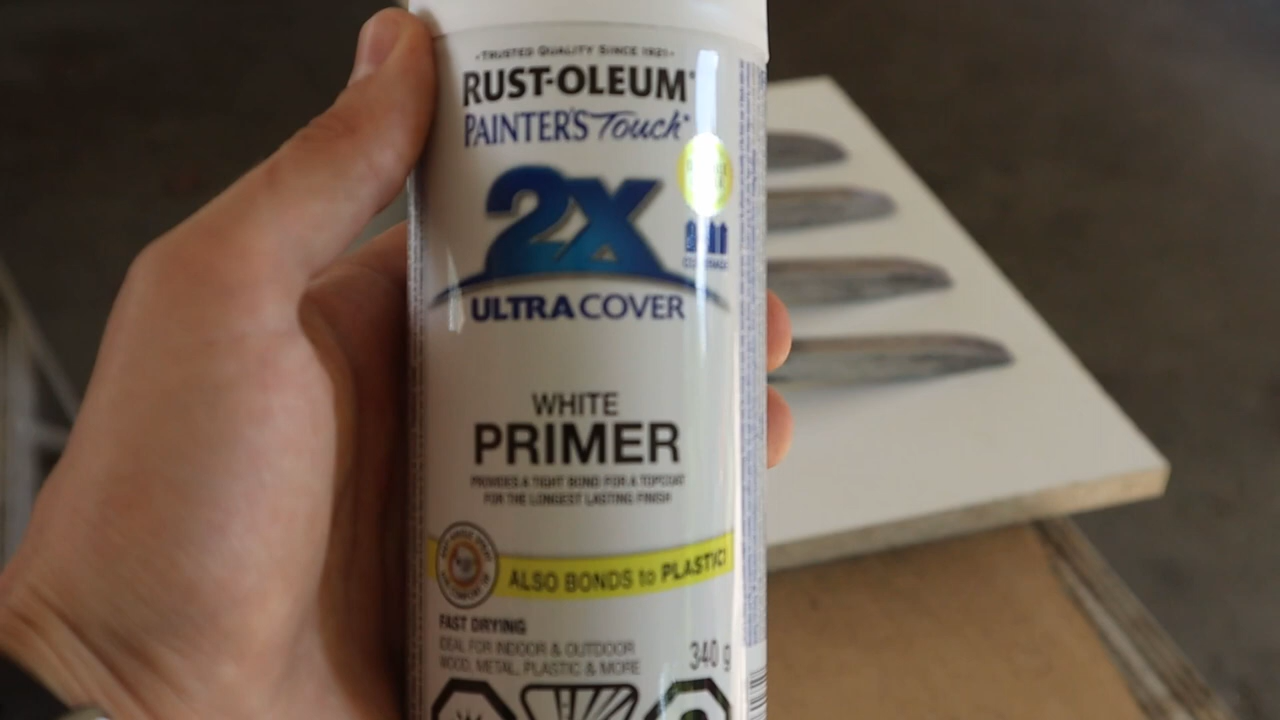 •TRUSTED QUALITY SINCE 1921•
RUST-OLEUM®
PAINTER'S Touch®
2X
ULTRA COVER
COVERAGE
WHITE
PRIMER
PROVIDES A TIGHT BOND FOR A TOPCOAT
FOR THE LONGEST LASTING FINISH
ALSO BONDS to PLASTIC!
FAST DRYING
IDEAL FOR INDOOR & OUTDOOR
WOOD, METAL, PLASTIC & MORE
340 g